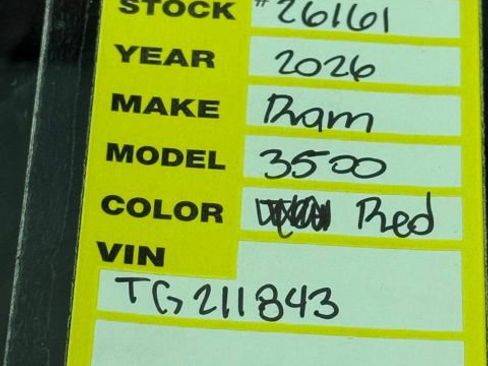 STOCK # 26161
YEAR 2026
MAKE Ram
MODEL 3500
COLOR Red
VIN
TG211843